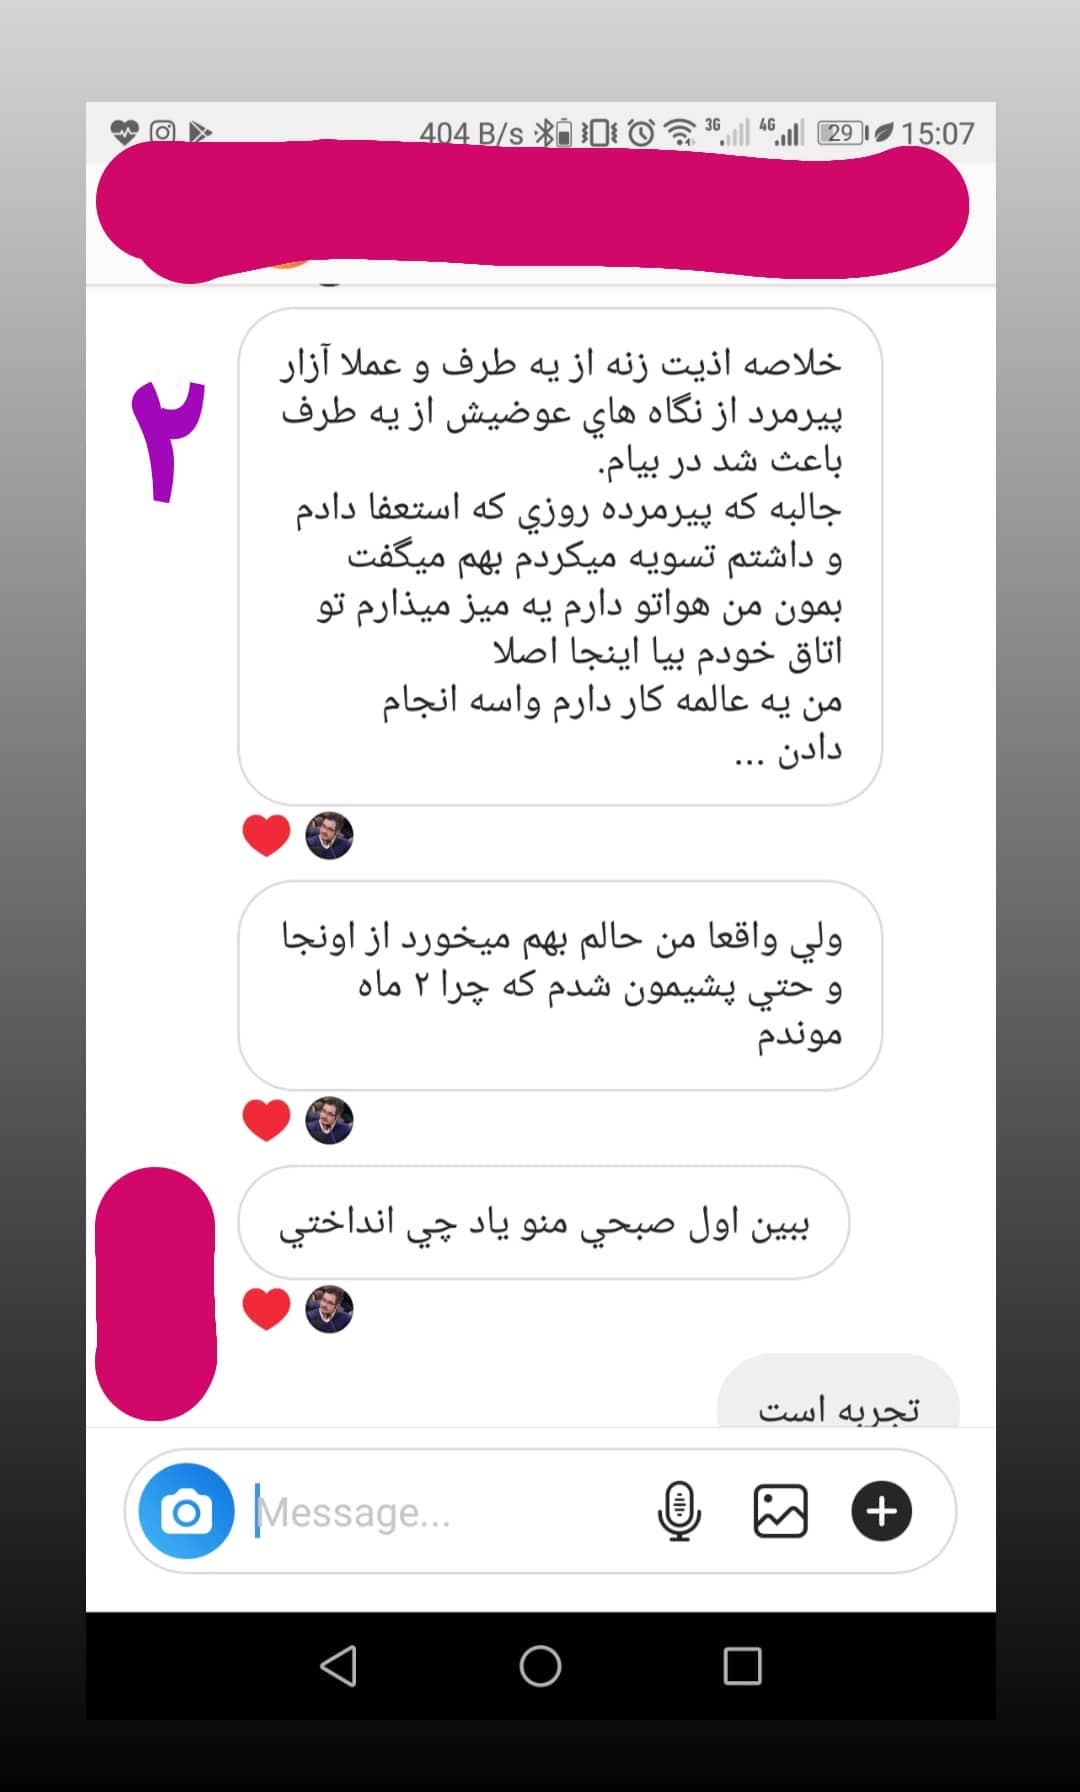 404 B/s 3G 4G 29 15:07
۲
خلاصه اذيت زنه از يه طرف و عملا آزار
پيرمرد از نگاه هاي عوضيش از يه طرف
باعث شد در بيام.
جالبه كه پيرمرده روزي كه استعفا دادم
و داشتم تسويه ميكردم بهم ميگفت
بمون من هواتو دارم يه ميز ميذارم تو
اتاق خودم بيا اينجا اصلا
من يه عالمه كار دارم واسه انجام
دادن ...
ولي واقعا من حالم بهم ميخورد از اونجا
و حتي پشيمون شدم كه چرا ۲ ماه
موندم
ببين اول صبحي منو ياد چي انداختي
تجربه است
Message...